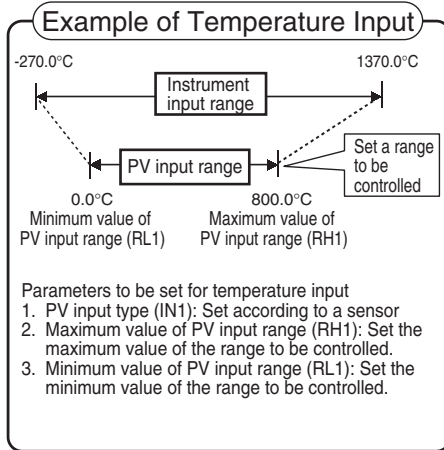 Example of Temperature Input
-270.0°C
1370.0°C
Instrument
input range
PV input range
Set a range
to be
controlled
0.0°C
800.0°C
Minimum value of
PV input range (RL1)
Maximum value of
PV input range (RH1)
Parameters to be set for temperature input
1. PV input type (IN1): Set according to a sensor
2. Maximum value of PV input range (RH1): Set the
maximum value of the range to be controlled.
3. Minimum value of PV input range (RL1): Set the
minimum value of the range to be controlled.